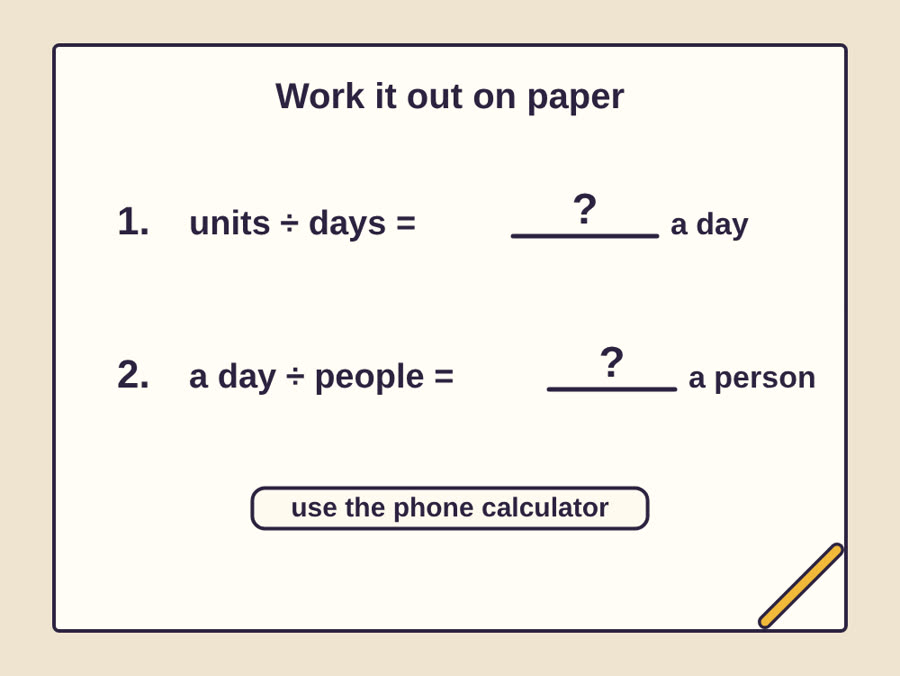 Work it out on paper
1. units ÷ days = ? a day
2. a day ÷ people = ? a person
use the phone calculator